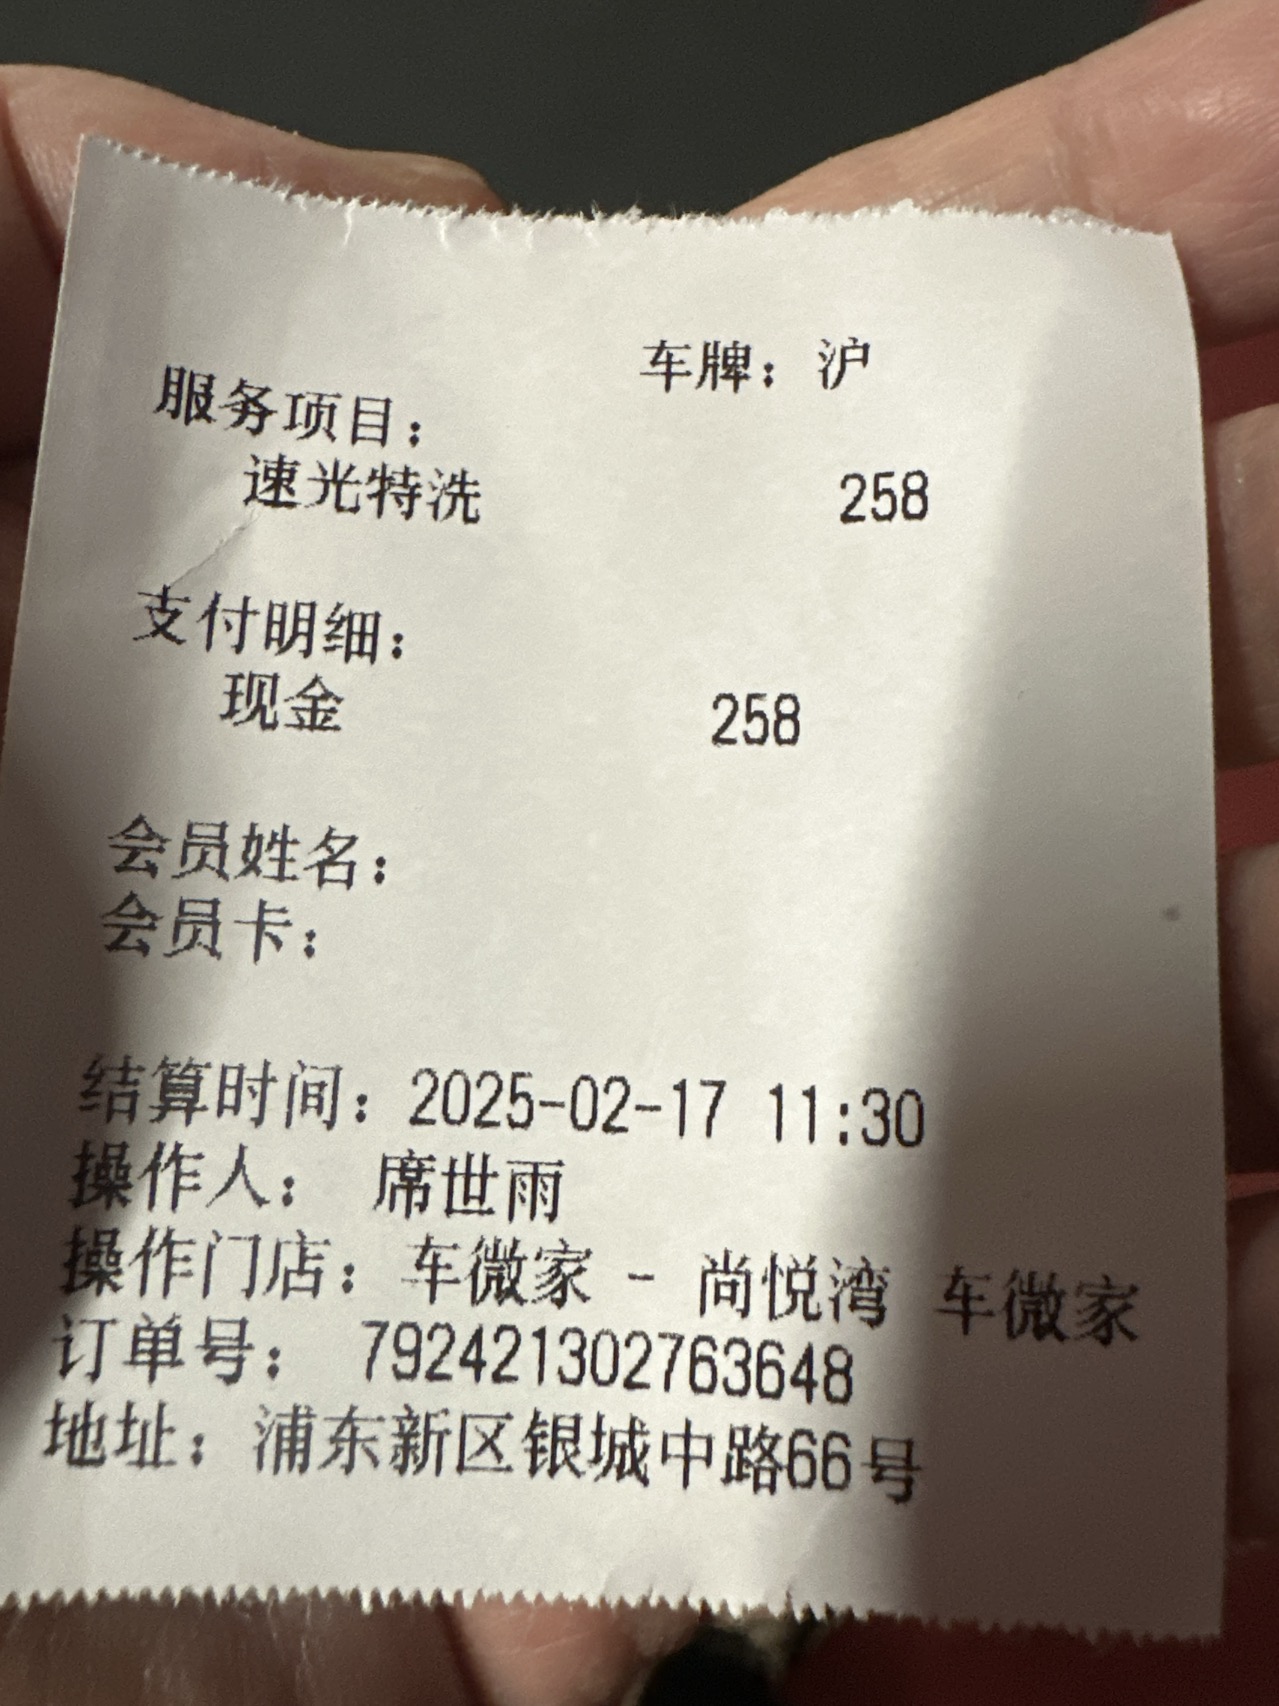 车牌：沪
服务项目：
速光特洗 258
支付明细：
现金 258
会员姓名：
会员卡：
结算时间：2025-02-17 11:30
操作人： 席世雨
操作门店：车微家 - 尚悦湾 车微家
订单号： 792421302763648
地址：浦东新区银城中路66号